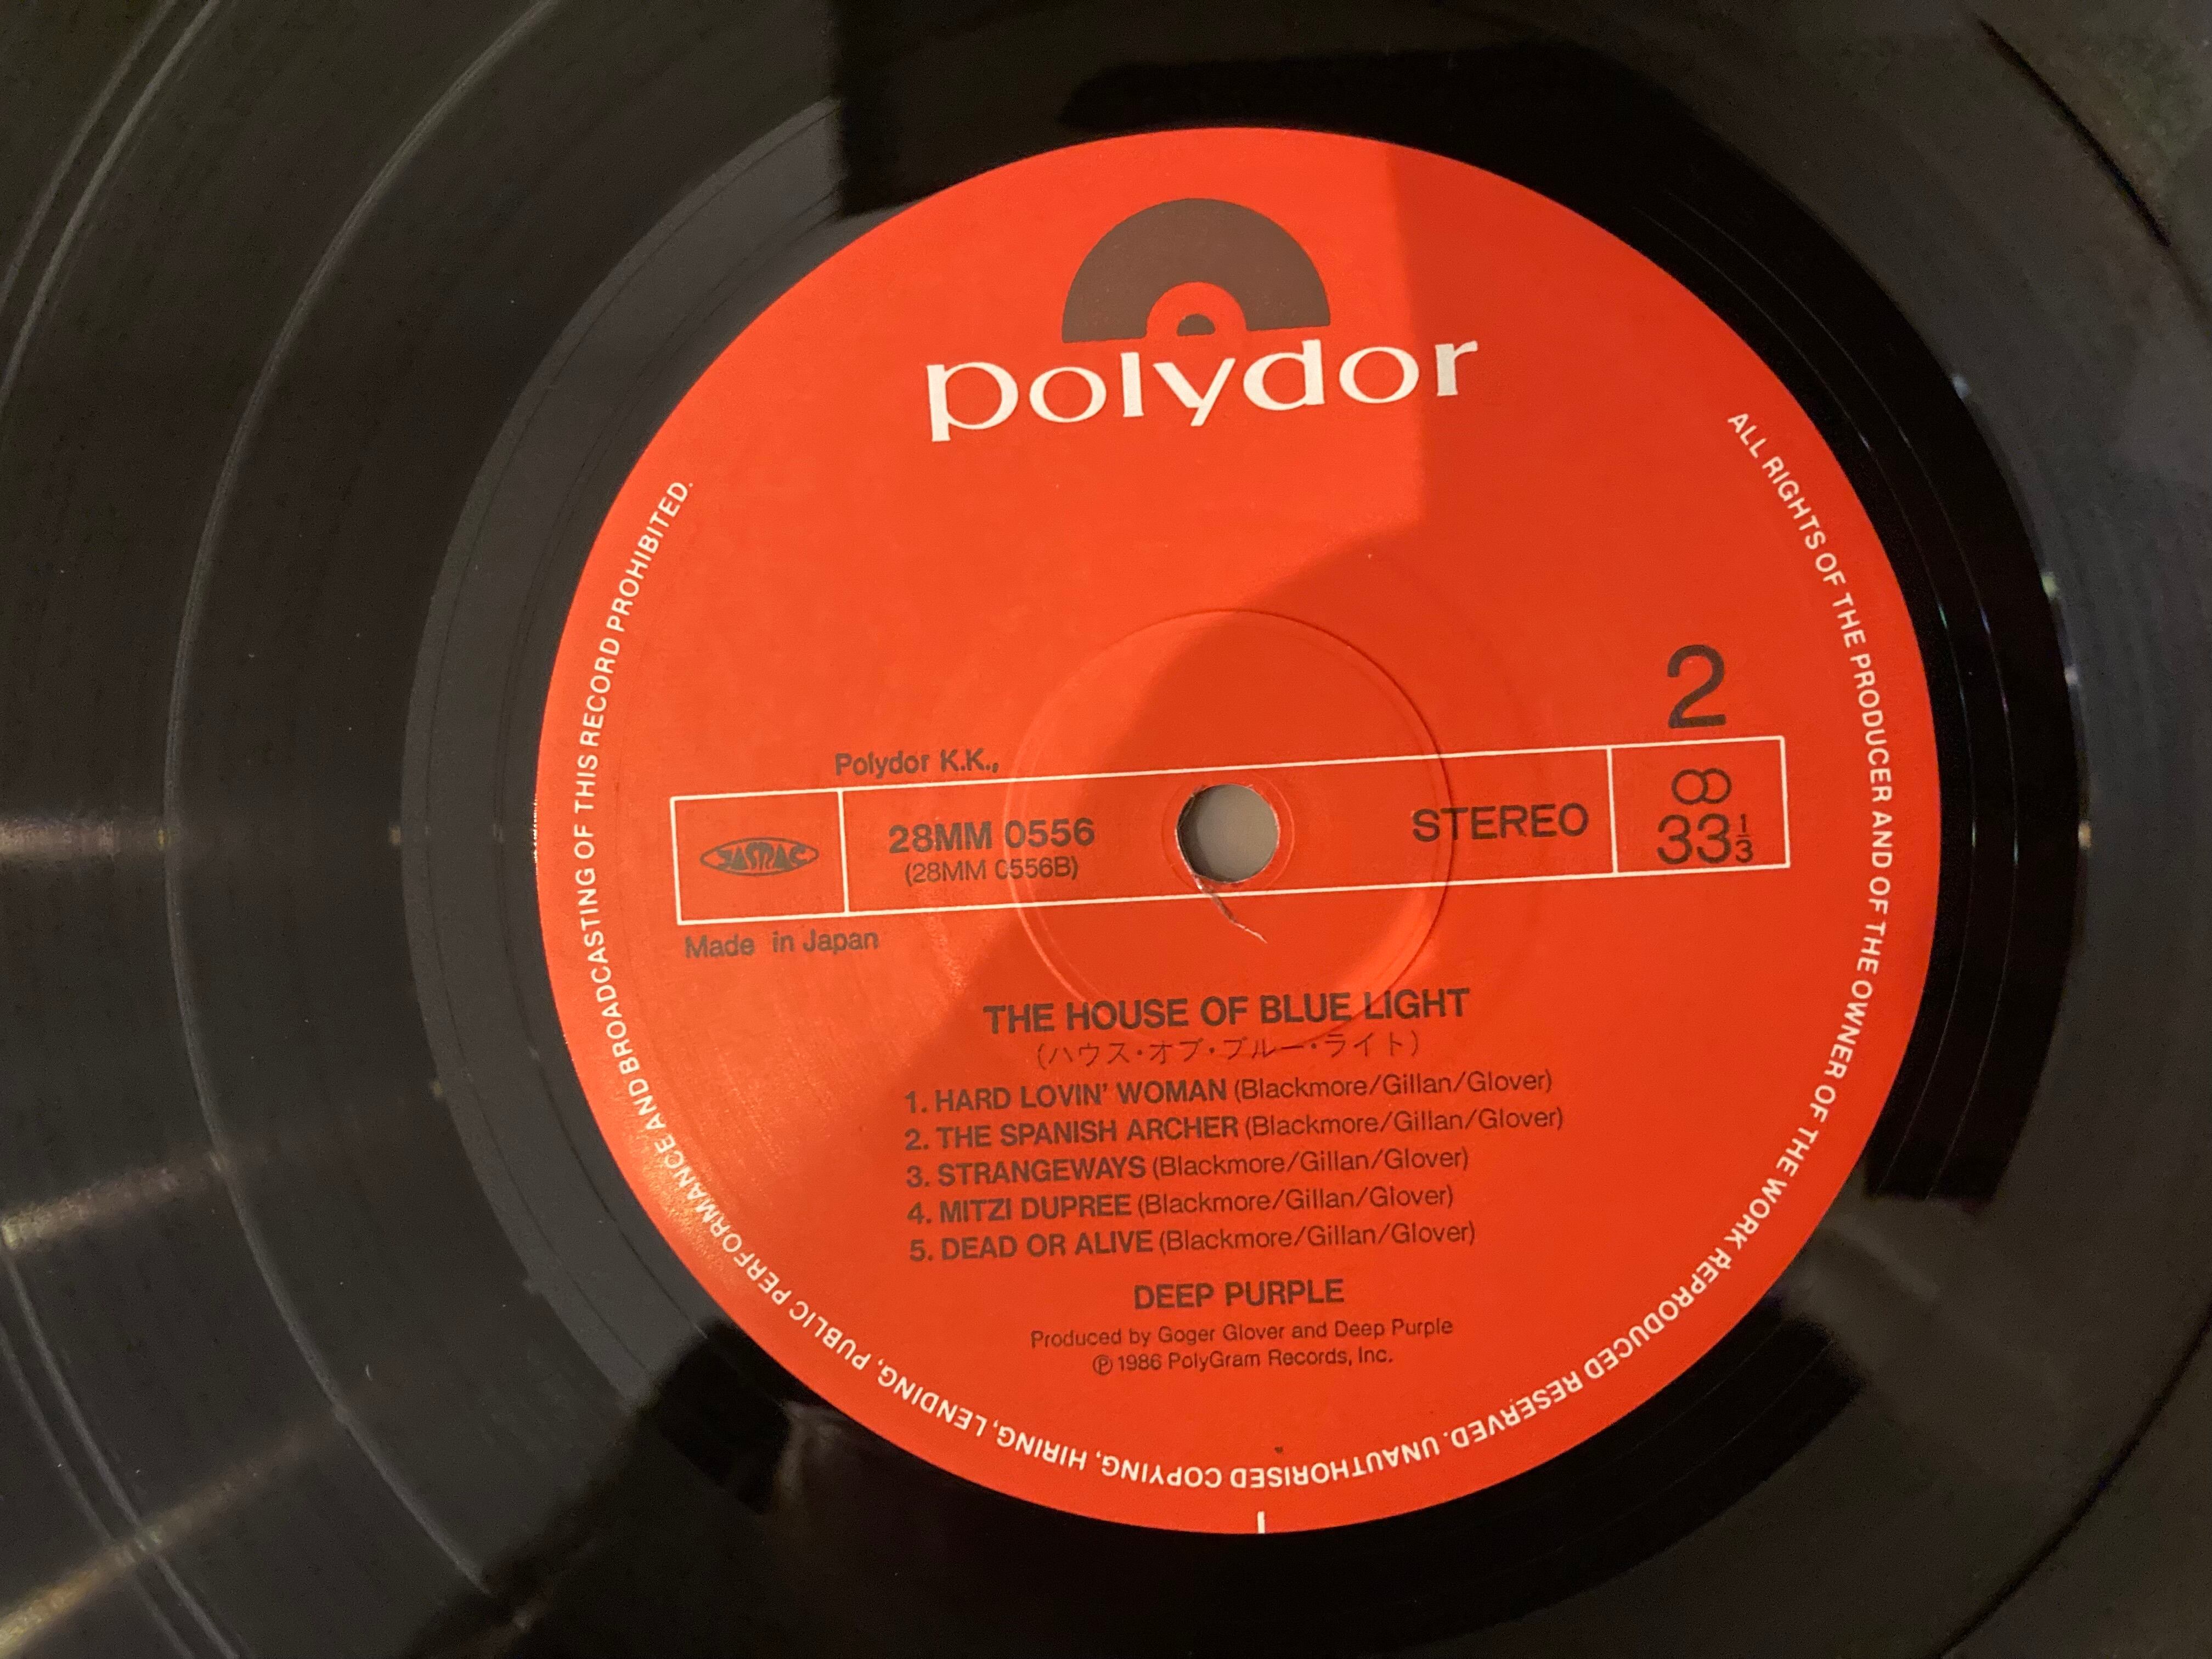 polydor
2
Polydor K.K.,
JASRAC
28MM 0556
(28MM 0556B)
STEREO
33 1/3
Made in Japan
THE HOUSE OF BLUE LIGHT
(ハウス・オブ・ブルー・ライト)
1. HARD LOVIN' WOMAN (Blackmore/Gillan/Glover)
2. THE SPANISH ARCHER (Blackmore/Gillan/Glover)
3. STRANGEWAYS (Blackmore/Gillan/Glover)
4. MITZI DUPREE (Blackmore/Gillan/Glover)
5. DEAD OR ALIVE (Blackmore/Gillan/Glover)
DEEP PURPLE
Produced by Goger Glover and Deep Purple
℗ 1986 PolyGram Records, Inc.
ALL RIGHTS OF THE PRODUCER AND OF THE OWNER OF THE WORK REPRODUCED RESERVED. UNAUTHORISED COPYING, HIRING, LENDING, PUBLIC PERFORMANCE AND BROADCASTING OF THIS RECORD PROHIBITED.